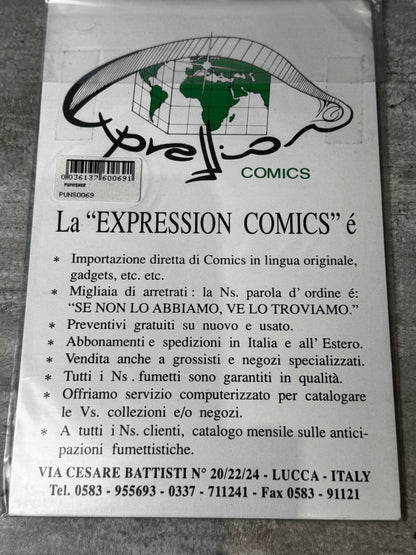 Expression
COMICS
0 036137 600691
PUNISHER
PUNS0069
La “EXPRESSION COMICS” é
* Importazione diretta di Comics in lingua originale,
gadgets, etc. etc.
* Migliaia di arretrati : la Ns. parola d' ordine é:
“SE NON LO ABBIAMO, VE LO TROVIAMO.”
* Preventivi gratuiti su nuovo e usato.
* Abbonamenti e spedizioni in Italia e all' Estero.
* Vendita anche a grossisti e negozi specializzati.
* Tutti i Ns . fumetti sono garantiti in qualità.
* Offriamo servizio computerizzato per catalogare
le Vs. collezioni e/o negozi.
* A tutti i Ns. clienti, catalogo mensile sulle antici-
pazioni fumettistiche.
VIA CESARE BATTISTI N° 20/22/24 - LUCCA - ITALY
Tel. 0583 - 955693 - 0337 - 711241 - Fax 0583 - 91121